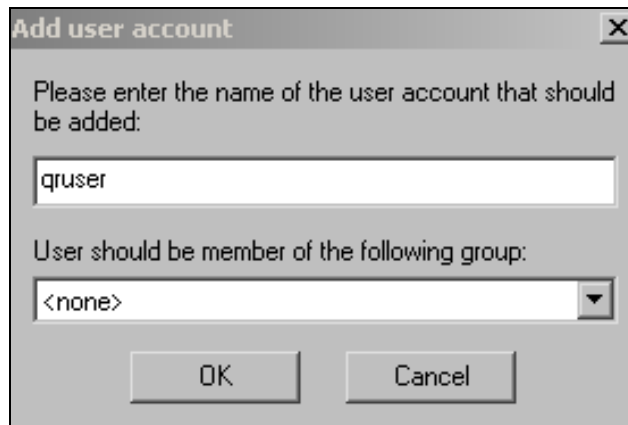 Add user account
Please enter the name of the user account that should
be added:
qruser
User should be member of the following group:
<none>
OK
Cancel